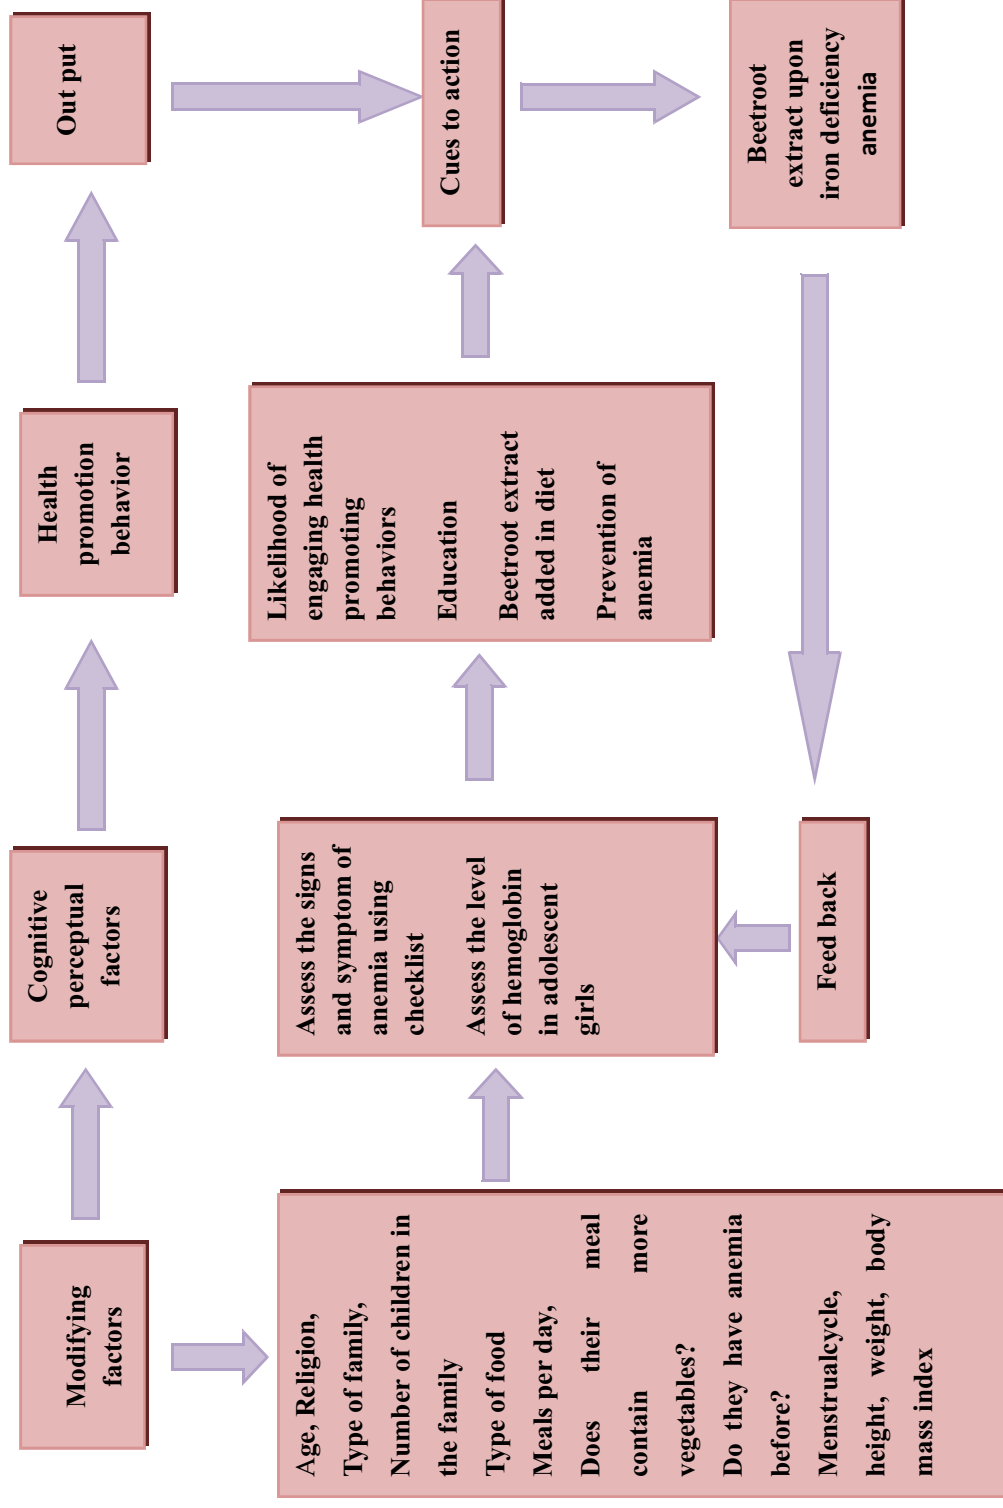 Modifying
factors
Cognitive
perceptual
factors
Health
promotion
behavior
Out put
Age, Religion,
Type of family,
Number of children in
the family
Type of food
Meals per day,
Does their meal
contain more
vegetables?
Do they have anemia
before?
Menstrualcycle,
height, weight, body
mass index
Assess the signs
and symptom of
anemia using
checklist
Assess the level
of hemoglobin
in adolescent
girls
Likelihood of
engaging health
promoting
behaviors
Education
Beetroot extract
added in diet
Prevention of
anemia
Cues to action
Feed back
Beetroot
extract upon
iron deficiency
anemia